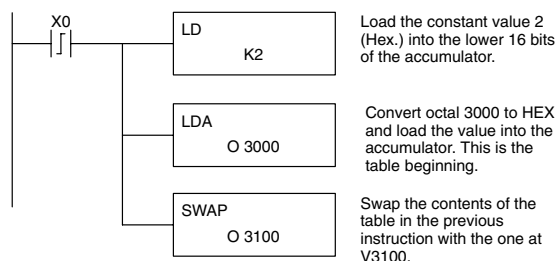 X0
LD
K2
Load the constant value 2
(Hex.) into the lower 16 bits
of the accumulator.
LDA
O 3000
Convert octal 3000 to HEX
and load the value into the
accumulator. This is the
table beginning.
SWAP
O 3100
Swap the contents of the
table in the previous
instruction with the one at
V3100.